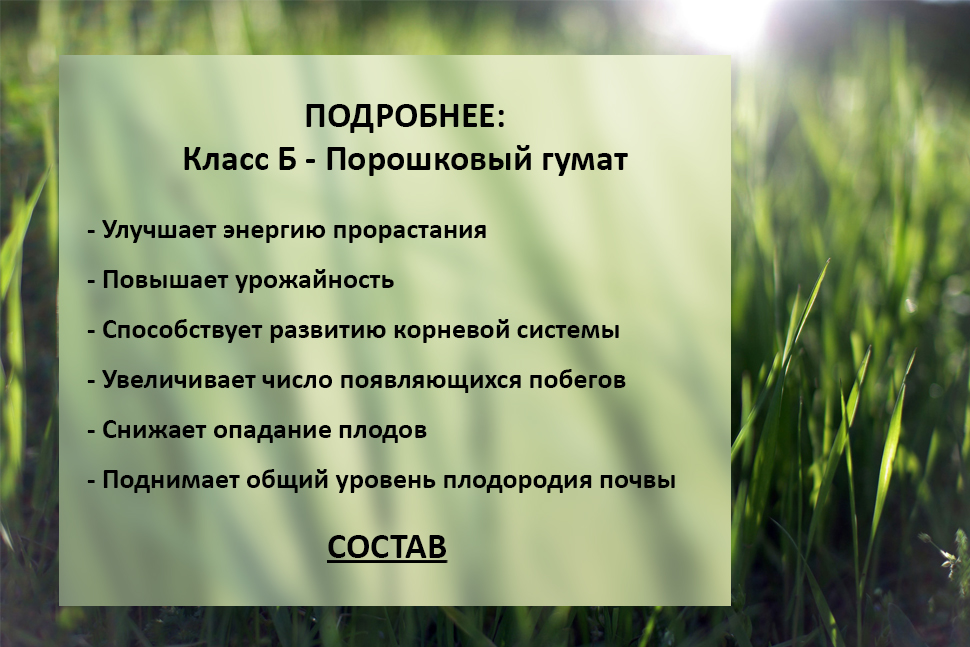 ПОДРОБНЕЕ:
Класс Б - Порошковый гумат
- Улучшает энергию прорастания
- Повышает урожайность
- Способствует развитию корневой системы
- Увеличивает число появляющихся побегов
- Снижает опадание плодов
- Поднимает общий уровень плодородия почвы
СОСТАВ